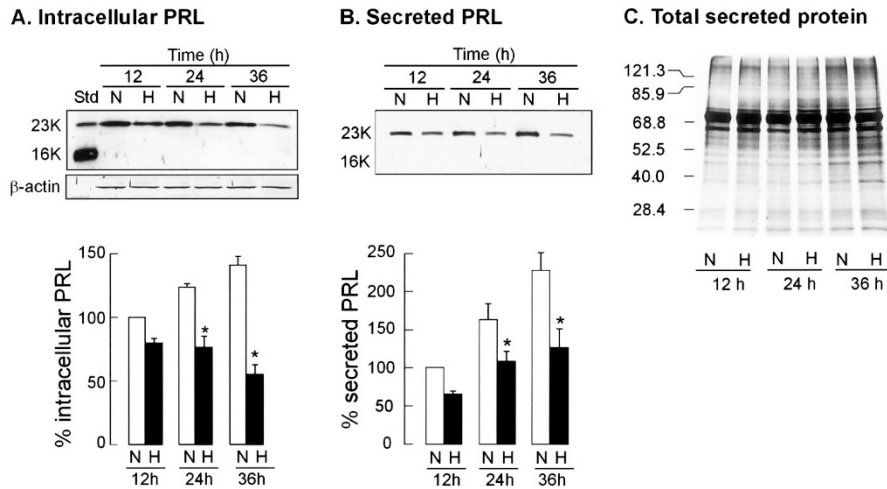 A. Intracellular PRL
Time (h)
12 24 36
Std N H N H N H
23K
16K
β-actin
% intracellular PRL
150
100
50
0
*
*
N H N H N H
12h 24h 36h
B. Secreted PRL
Time (h)
12 24 36
N H N H N H
23K
16K
% secreted PRL
250
200
150
100
50
0
*
*
N H N H N H
12h 24h 36h
C. Total secreted protein
121.3
85.9
68.8
52.5
40.0
28.4
N H N H N H
12 h 24 h 36 h